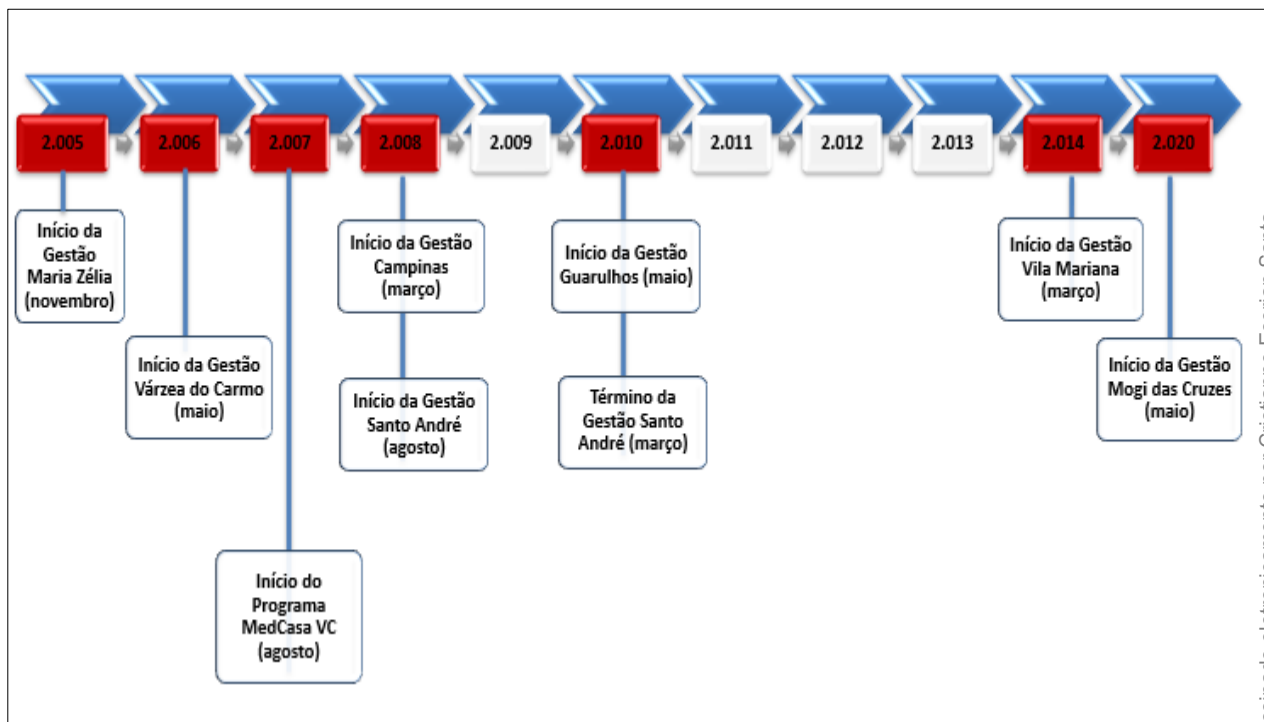 2.005
2.006
2.007
2.008
2.009
2.010
2.011
2.012
2.013
2.014
2.020
Início da
Gestão
Maria Zélia
(novembro)
Início da Gestão
Várzea do Carmo
(maio)
Início do
Programa
MedCasa VC
(agosto)
Início da Gestão
Campinas
(março)
Início da Gestão
Santo André
(agosto)
Início da Gestão
Guarulhos (maio)
Término da
Gestão Santo
André (março)
Início da Gestão
Vila Mariana
(março)
Início da Gestão
Mogi das Cruzes
(maio)
eletronicamente por Cristianne